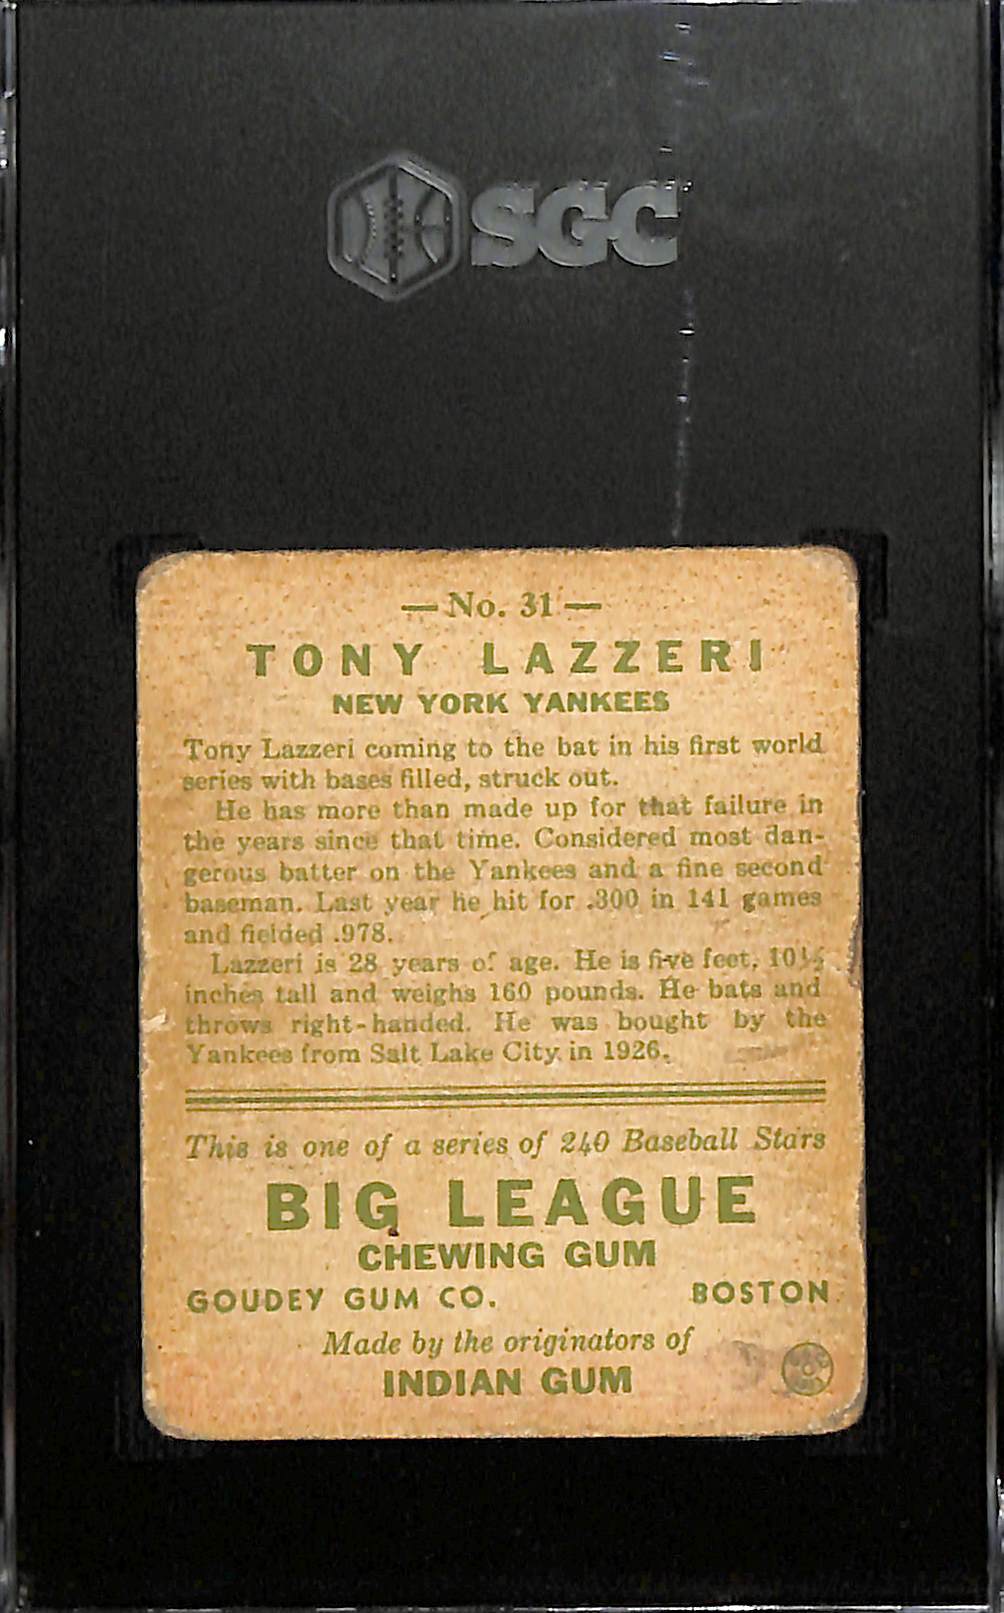 SGC
— No. 31 —
TONY LAZZERI
NEW YORK YANKEES
Tony Lazzeri coming to the bat in his first world
series with bases filled, struck out.
He has more than made up for that failure in
the years since that time. Considered most dan-
gerous batter on the Yankees and a fine second
baseman. Last year he hit for .300 in 141 games
and fielded .978.
Lazzeri is 28 years of age. He is five feet, 10½
inches tall and weighs 160 pounds. He bats and
throws right-handed. He was bought by the
Yankees from Salt Lake City in 1926.
This is one of a series of 240 Baseball Stars
BIG LEAGUE
CHEWING GUM
GOUDEY GUM CO. BOSTON
Made by the originators of
INDIAN GUM